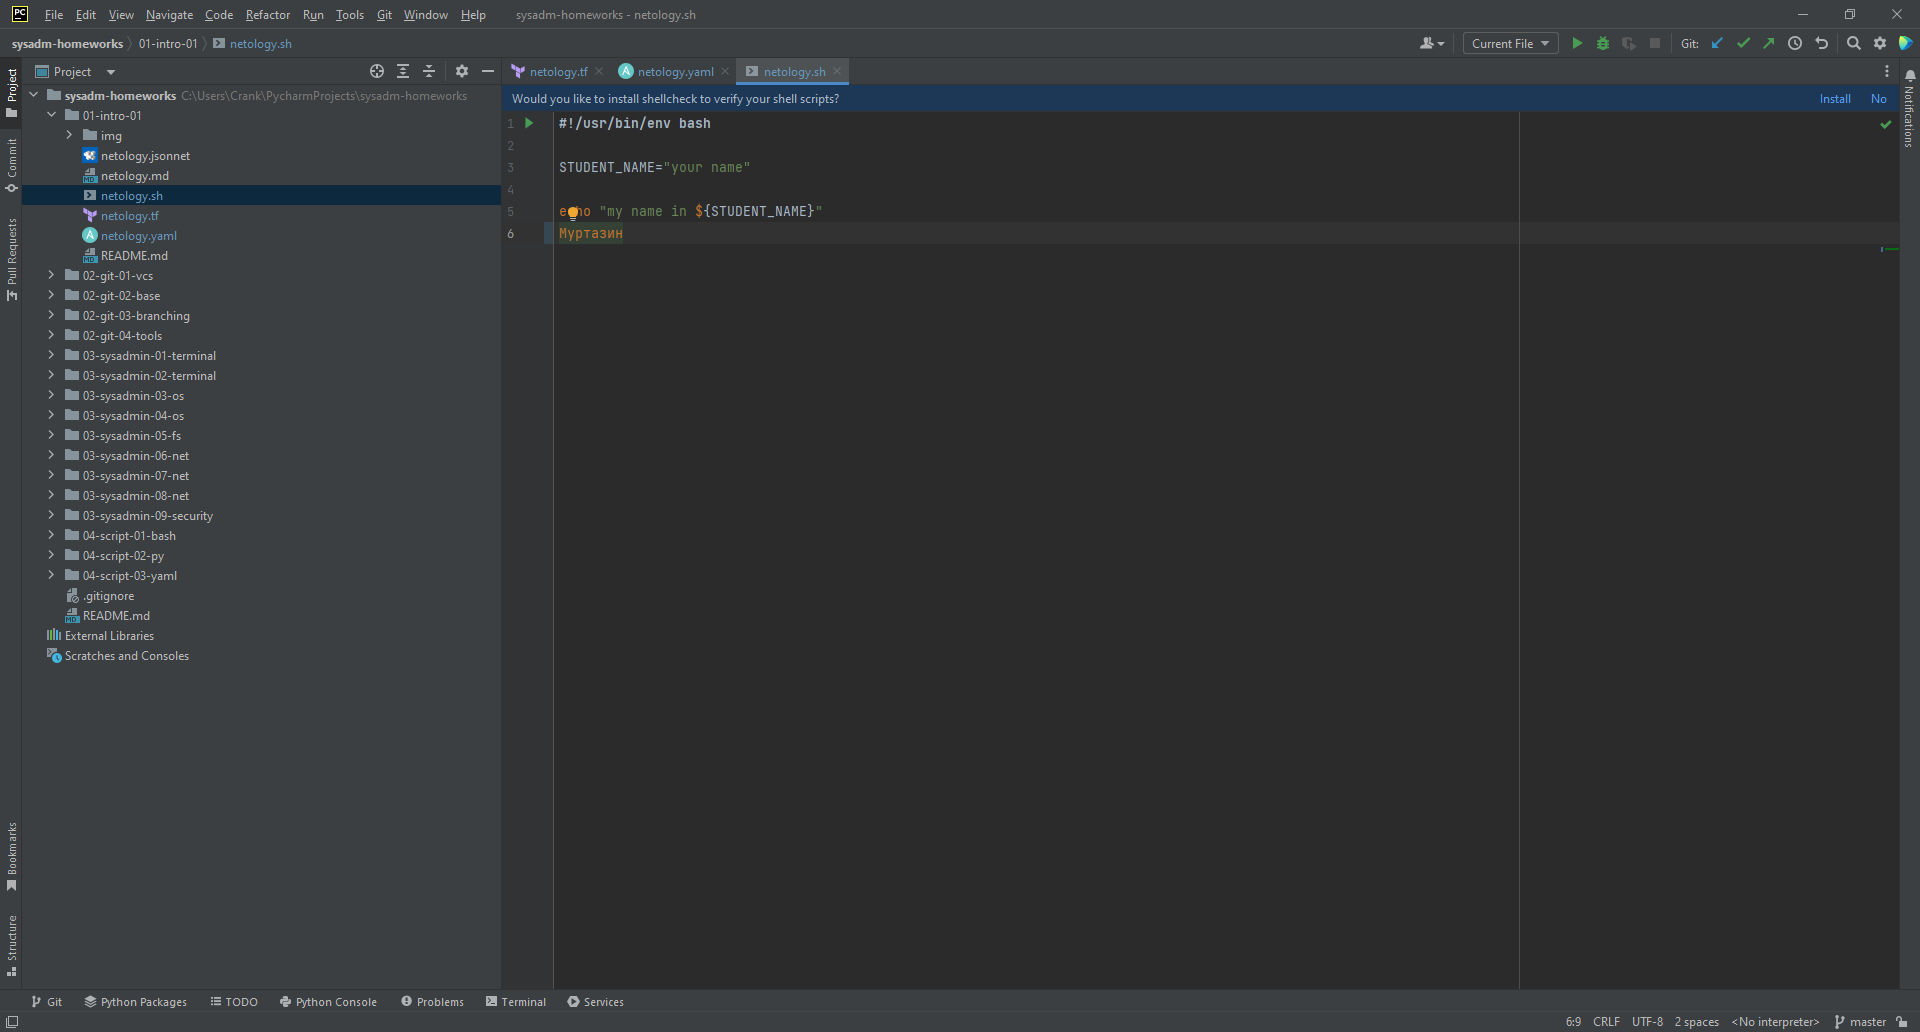 PC File Edit View Navigate Code Refactor Run Tools Git Window Help sysadm-homeworks - netology.sh
sysadm-homeworks 01-intro-01 netology.sh Current File Git:
Project
netology.tf netology.yaml netology.sh
Project
Commit
Pull Requests
Bookmarks
Structure
sysadm-homeworks C:\Users\Crank\PycharmProjects\sysadm-homeworks
01-intro-01
img
netology.jsonnet
netology.md
netology.sh
netology.tf
netology.yaml
README.md
02-git-01-vcs
02-git-02-base
02-git-03-branching
02-git-04-tools
03-sysadmin-01-terminal
03-sysadmin-02-terminal
03-sysadmin-03-os
03-sysadmin-04-os
03-sysadmin-05-fs
03-sysadmin-06-net
03-sysadmin-07-net
03-sysadmin-08-net
03-sysadmin-09-security
04-script-01-bash
04-script-02-py
04-script-03-yaml
.gitignore
README.md
External Libraries
Scratches and Consoles
Would you like to install shellcheck to verify your shell scripts? Install No
1 #!/usr/bin/env bash
2
3 STUDENT_NAME="your name"
4
5 echo "my name in ${STUDENT_NAME}"
6 Муртазин
Notifications
Git Python Packages TODO Python Console Problems Terminal Services
6:9 CRLF UTF-8 2 spaces <No interpreter> master